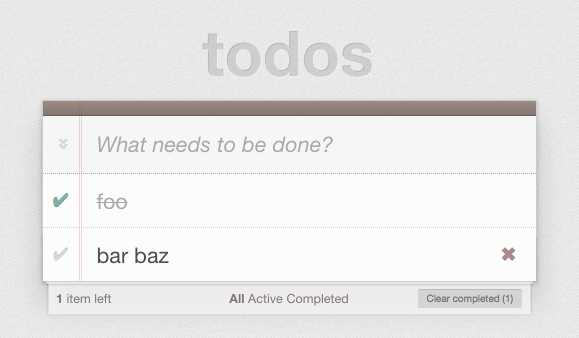 todos
What needs to be done?
foo
bar baz
1 item left All Active Completed Clear completed (1)